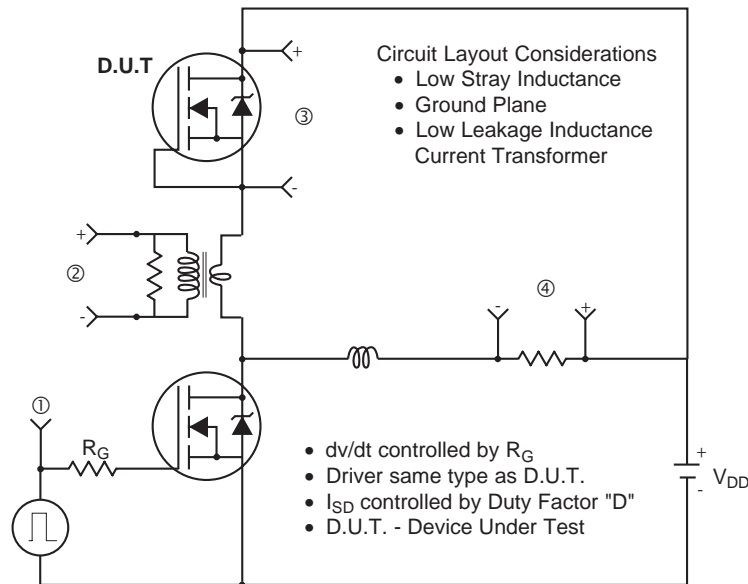 D.U.T
+
Circuit Layout Considerations
• Low Stray Inductance
• Ground Plane
• Low Leakage Inductance
Current Transformer
③
-
+
②
-
-
④
+
①
R_G
• dv/dt controlled by R_G
• Driver same type as D.U.T.
• I_SD controlled by Duty Factor "D"
• D.U.T. - Device Under Test
+
V_DD
-